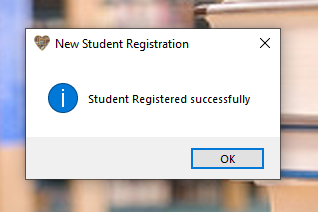 New Student Registration
Student Registered successfully
OK